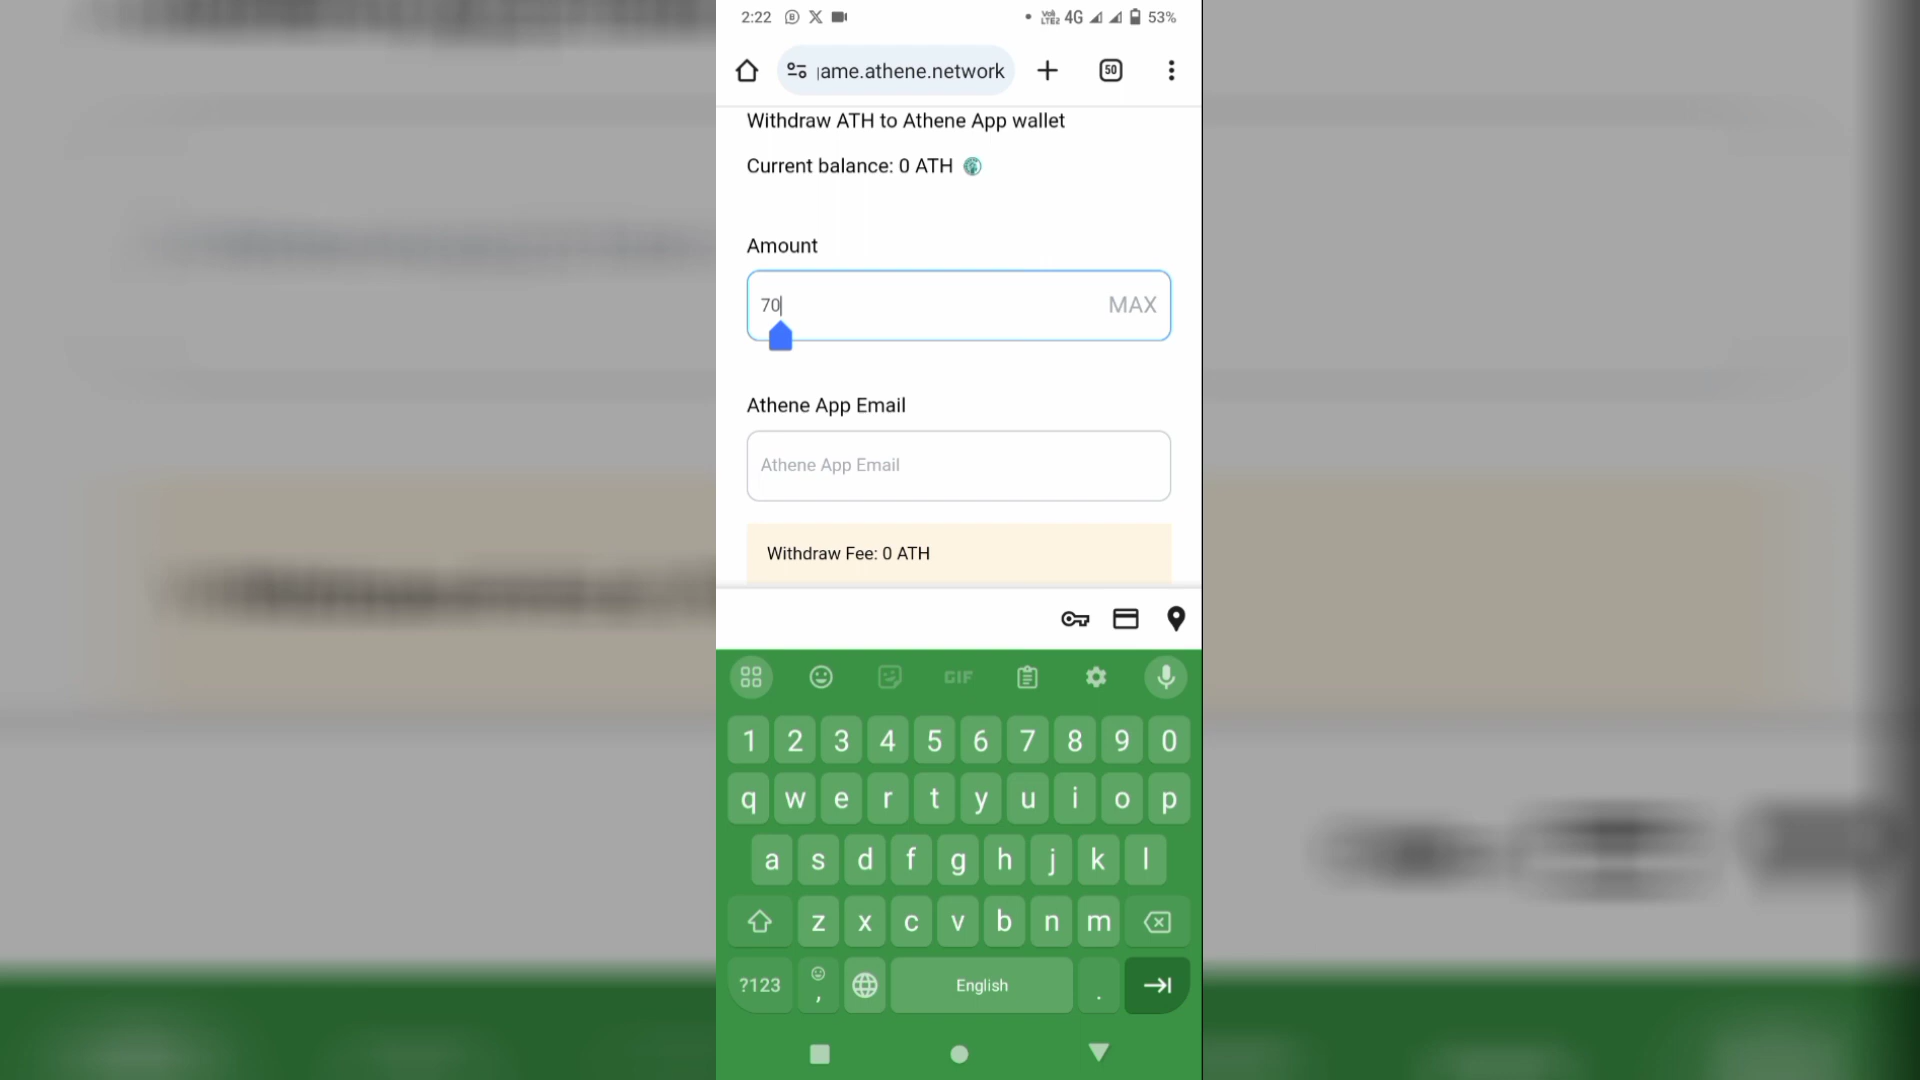 2:22 VoLTE2 4G 53%
game.athene.network 50
Withdraw ATH to Athene App wallet
Current balance: 0 ATH
Amount
70 MAX
Athene App Email
Athene App Email
Withdraw Fee: 0 ATH
GIF
1 2 3 4 5 6 7 8 9 0
q w e r t y u i o p
a s d f g h j k l
z x c v b n m
?123 , English .